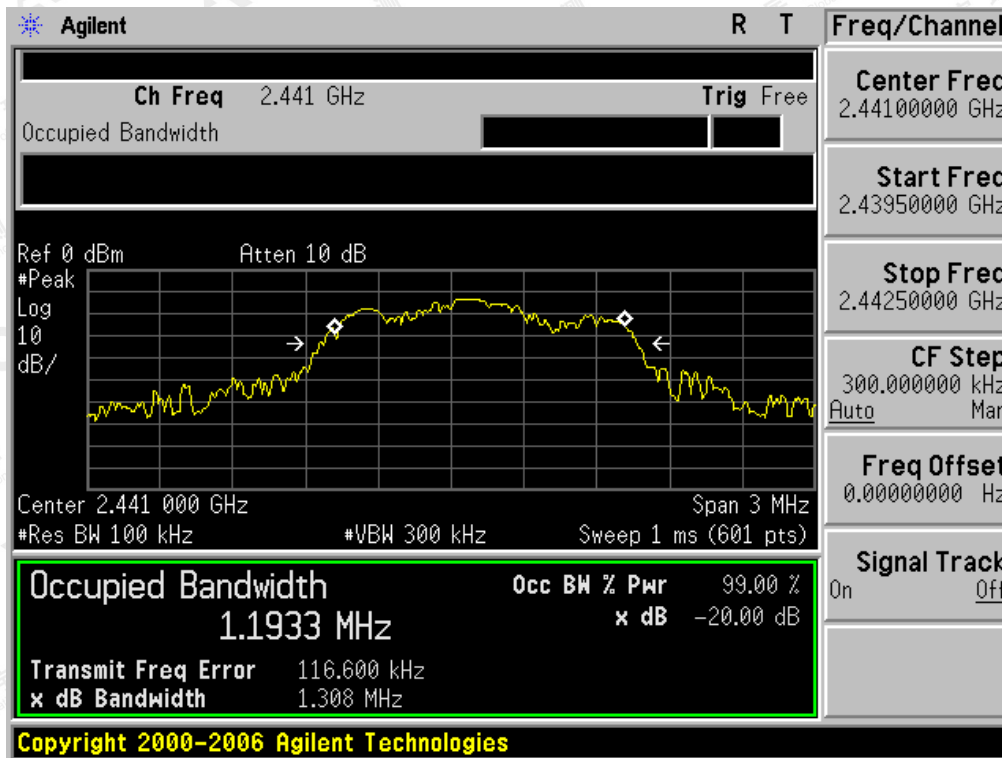 Agilent R T
Ch Freq 2.441 GHz Trig Free
Occupied Bandwidth
Ref 0 dBm Atten 10 dB
#Peak
Log
10
dB/
Center 2.441 000 GHz Span 3 MHz
#Res BW 100 kHz #VBW 300 kHz Sweep 1 ms (601 pts)
Occupied Bandwidth
1.1933 MHz
Occ BW % Pwr 99.00 %
x dB -20.00 dB
Transmit Freq Error 116.600 kHz
x dB Bandwidth 1.308 MHz
Copyright 2000-2006 Agilent Technologies
Freq/Channel
Center Freq
2.44100000 GHz
Start Freq
2.43950000 GHz
Stop Freq
2.44250000 GHz
CF Step
300.000000 kHz
Auto Man
Freq Offset
0.00000000 Hz
Signal Track
On Off